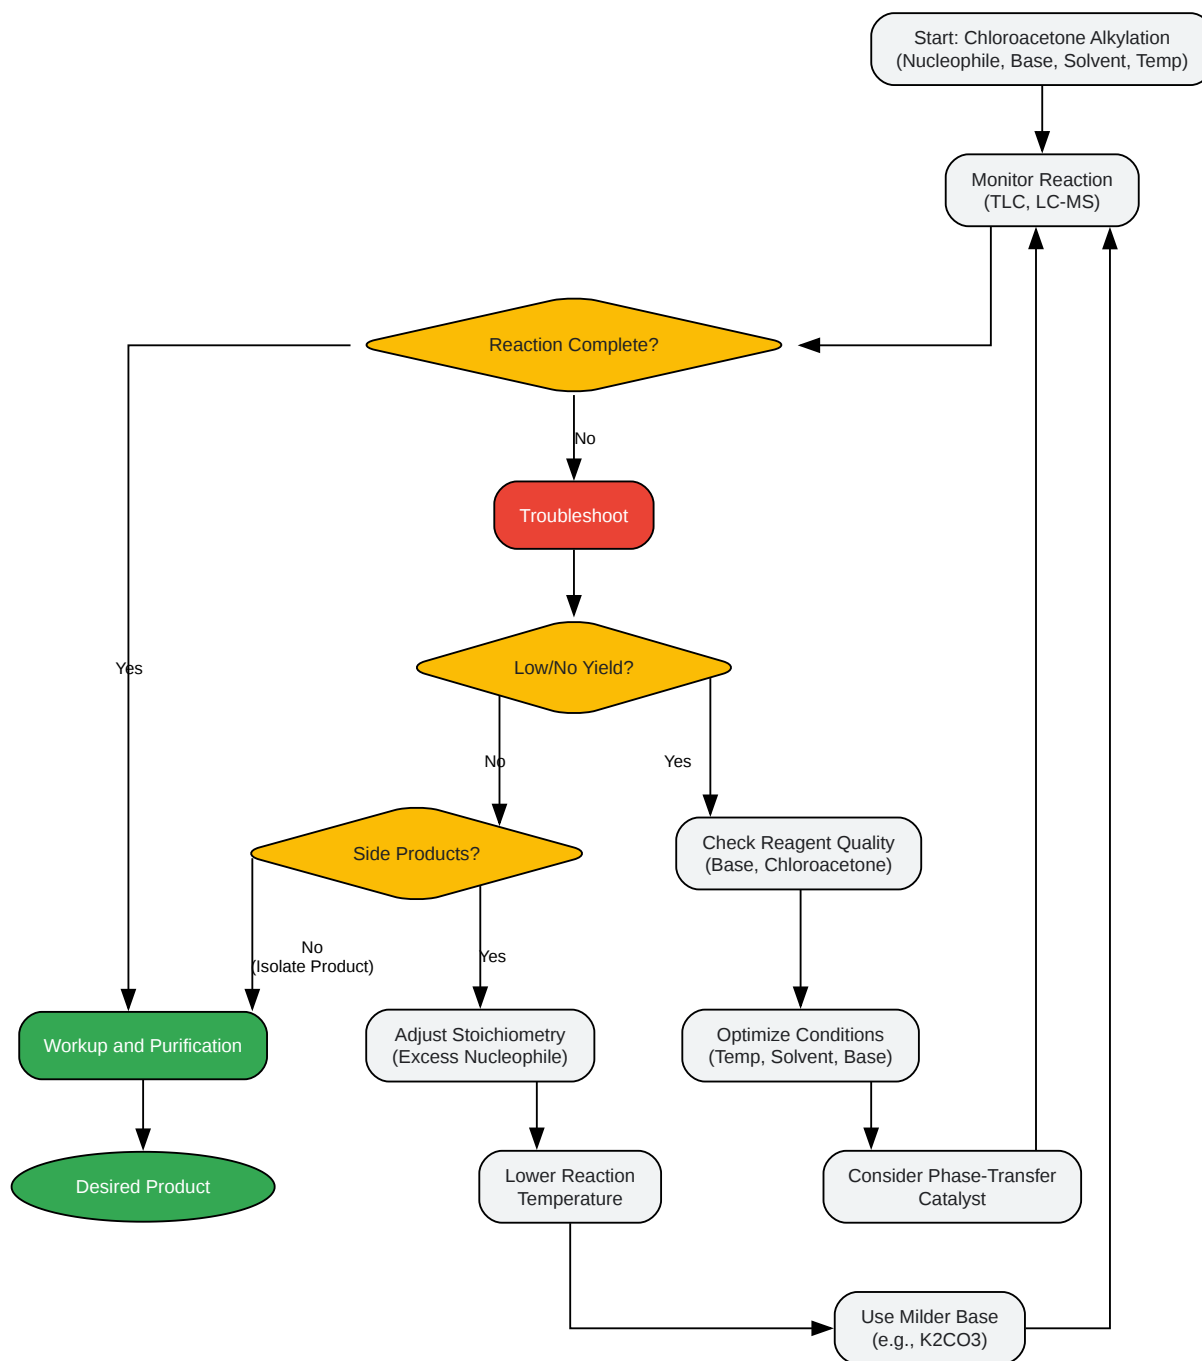 Start: Chloroacetone Alkylation
(Nucleophile, Base, Solvent, Temp)
Monitor Reaction
(TLC, LC-MS)
Reaction Complete?
No
Troubleshoot
Yes
Low/No Yield?
No
Yes
Side Products?
Check Reagent Quality
(Base, Chloroacetone)
No
(Isolate Product)
Yes
Workup and Purification
Adjust Stoichiometry
(Excess Nucleophile)
Optimize Conditions
(Temp, Solvent, Base)
Desired Product
Lower Reaction
Temperature
Consider Phase-Transfer
Catalyst
Use Milder Base
(e.g., K2CO3)